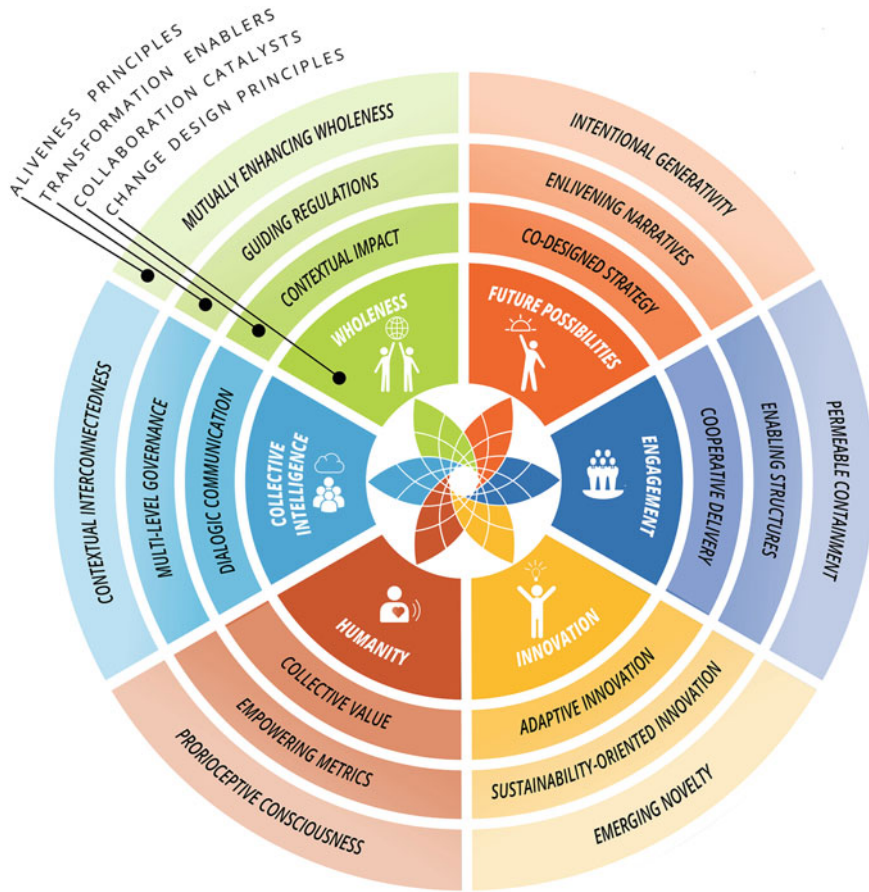 ALIVENESS PRINCIPLES
TRANSFORMATION ENABLERS
COLLABORATION CATALYSTS
CHANGE DESIGN PRINCIPLES
MUTUALLY ENHANCING WHOLENESS
GUIDING REGULATIONS
CONTEXTUAL IMPACT
WHOLENESS
INTENTIONAL GENERATIVITY
ENLIVENING NARRATIVES
CO-DESIGNED STRATEGY
FUTURE POSSIBILITIES
PERMEABLE CONTAINMENT
ENABLING STRUCTURES
COOPERATIVE DELIVERY
ENGAGEMENT
INNOVATION
ADAPTIVE INNOVATION
SUSTAINABILITY-ORIENTED INNOVATION
EMERGING NOVELTY
HUMANITY
COLLECTIVE VALUE
EMPOWERING METRICS
PRORIOCEPTIVE CONSCIOUSNESS
CONTEXTUAL INTERCONNECTEDNESS
MULTI-LEVEL GOVERNANCE
DIALOGIC COMMUNICATION
COLLECTIVE
INTELLIGENCE